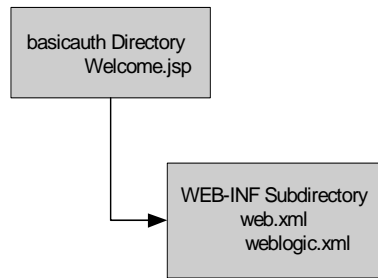 basicauth Directory
Welcome.jsp
WEB-INF Subdirectory
web.xml
weblogic.xml